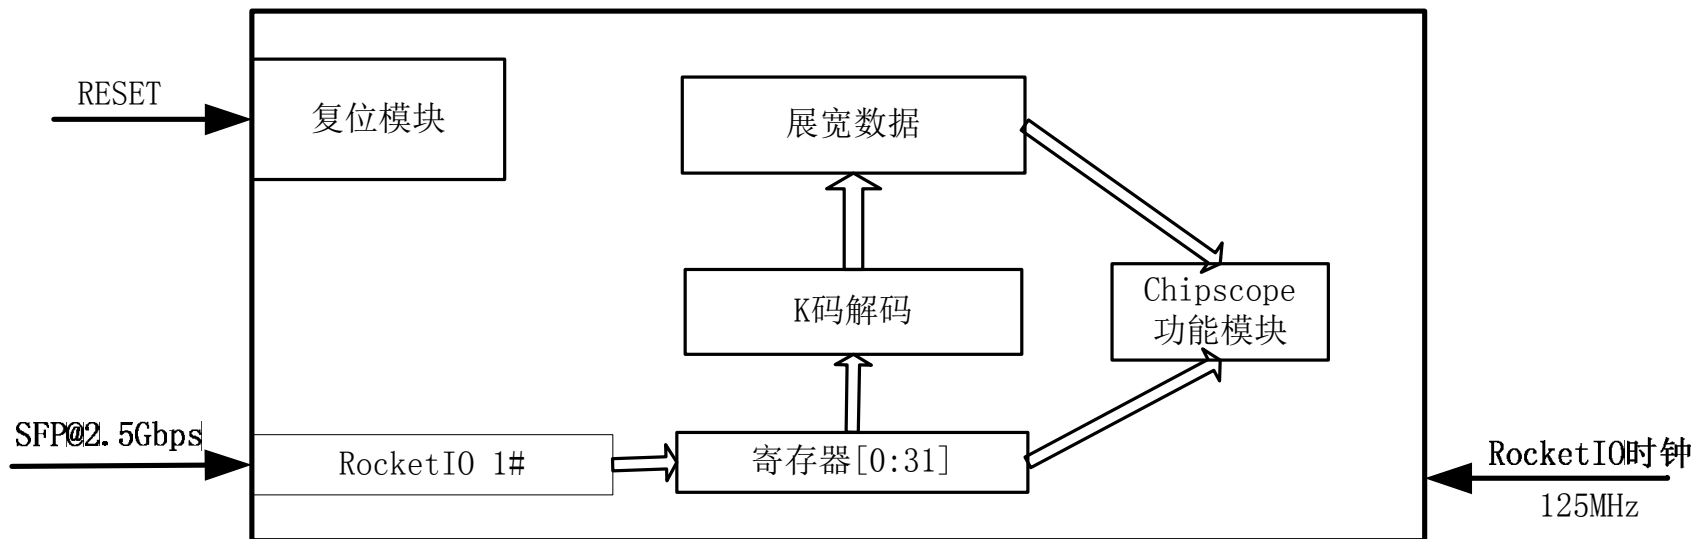 RESET
复位模块
展宽数据
K码解码
Chipscope
功能模块
SFP@2.5Gbps
RocketIO 1#
寄存器[0:31]
RocketIO时钟
125MHz